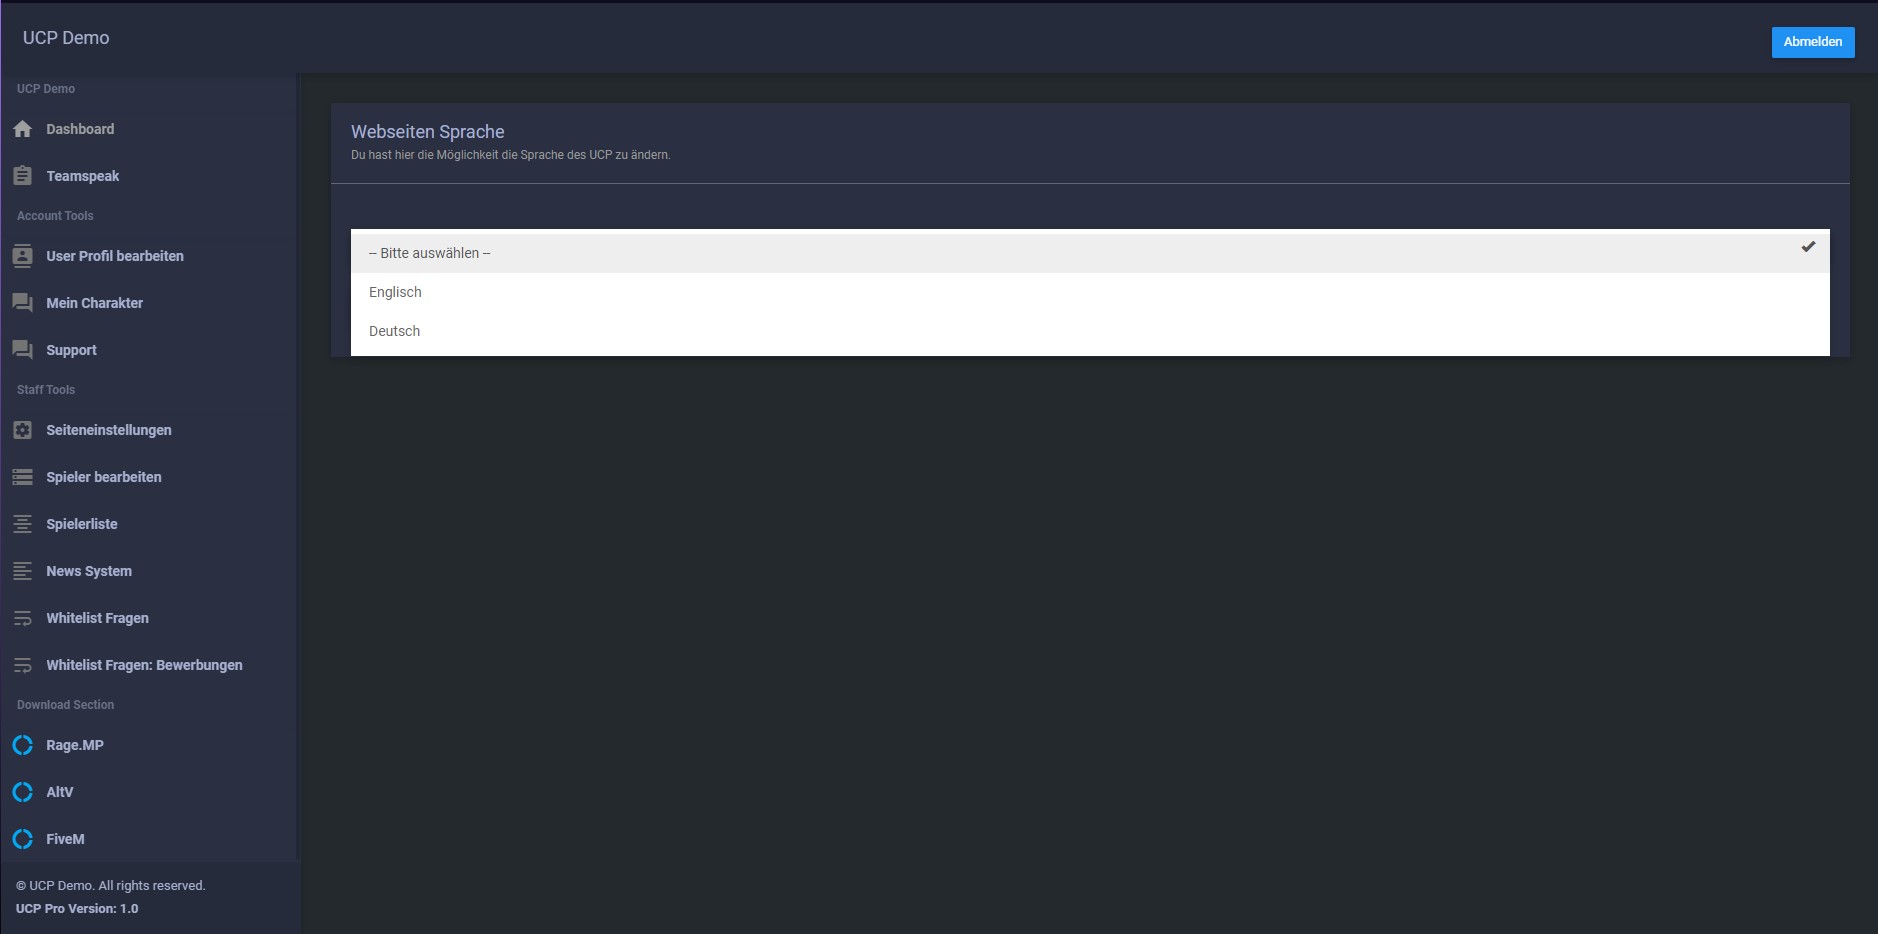 UCP Demo
Abmelden
UCP Demo
Dashboard
Teamspeak
Account Tools
User Profil bearbeiten
Mein Charakter
Support
Staff Tools
Seiteneinstellungen
Spieler bearbeiten
Spielerliste
News System
Whitelist Fragen
Whitelist Fragen: Bewerbungen
Download Section
Rage.MP
AltV
FiveM
© UCP Demo. All rights reserved.
UCP Pro Version: 1.0
Webseiten Sprache
Du hast hier die Möglichkeit die Sprache des UCP zu ändern.
-- Bitte auswählen --
Englisch
Deutsch